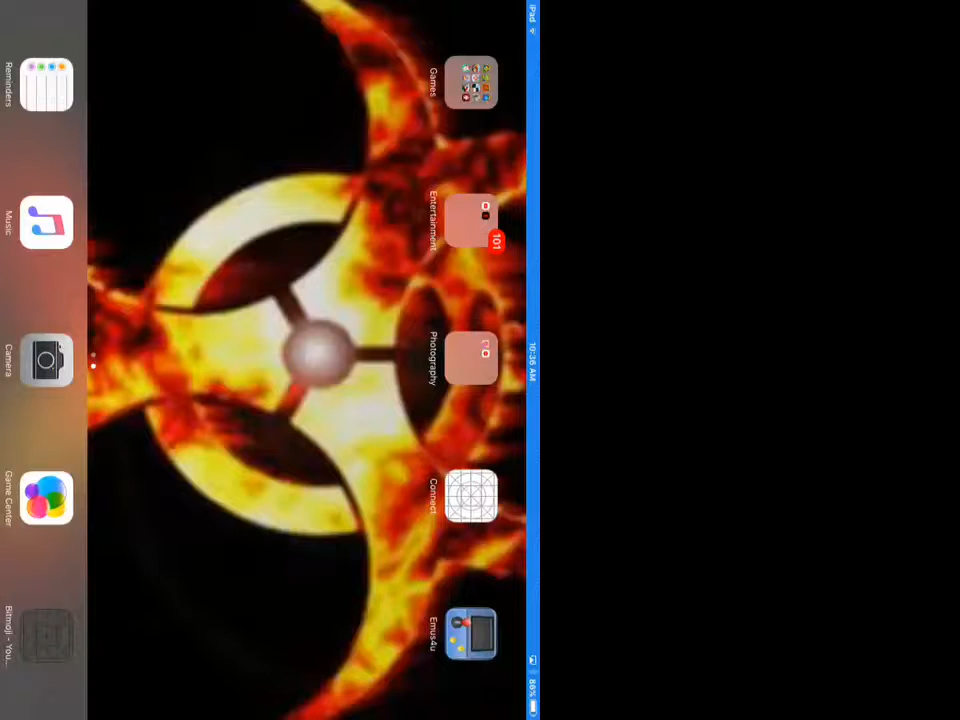 iPad
10:36 AM
86%
Games
Entertainment
101
Photography
Connect
Emus4u
Reminders
Music
Camera
Game Center
Bitmoji - You...